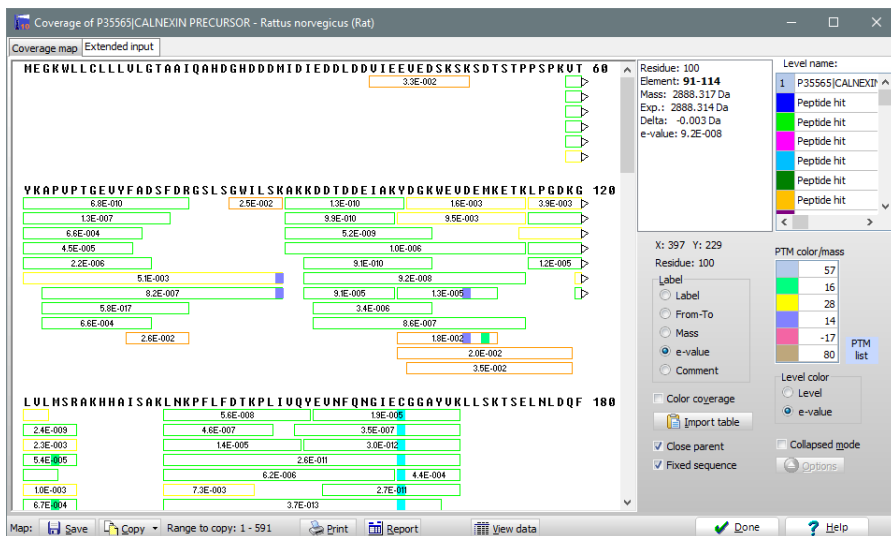 Coverage of P35565|CALNEXIN PRECURSOR - Rattus norvegicus (Rat)
Coverage map Extended input
MEGKWLLCLLLVLGTAAIQAHDGHDDDMIDIEDDLDDVIEEVEDSKSKSDTSTPPSPKVT 60
3.3E-002
YKAPVPTGEVYFADSFDRGSLSGWILSKAKKDDTDDEIAKYDGKWEVDEMKETKLPGDKG 120
6.8E-010 2.5E-002 1.3E-010 1.6E-003 3.9E-003
1.3E-007 9.9E-010 9.5E-003
6.6E-004 5.2E-009
4.5E-005 1.0E-006
2.2E-006 9.1E-010 1.2E-005
5.1E-003 9.2E-008
8.2E-007 9.1E-005 1.3E-005
5.8E-017 3.4E-006
6.6E-004 8.6E-007
2.6E-002 1.8E-002
2.0E-002
3.5E-002
LVLMSRAKHHAISAKLNKPFLFDTKPLIVQYEVNFQNGIECGGAYVKLLSKTSELNLDQF 180
5.6E-008 1.9E-005
2.4E-009 4.6E-007 3.5E-007
2.3E-003 1.4E-005 3.0E-012
5.4E-005 2.6E-011
6.2E-006 4.4E-004
1.0E-003 7.3E-003 2.7E-011
6.7E-004 3.7E-013
Residue: 100
Element: 91-114
Mass: 2888.317 Da
Exp.: 2888.314 Da
Delta: -0.003 Da
e-value: 9.2E-008
X: 397 Y: 229
Residue: 100
Label
Label
From-To
Mass
e-value
Comment
Color coverage
Import table
Close parent
Fixed sequence
Level name:
1 P35565|CALNEXIN
Peptide hit
Peptide hit
Peptide hit
Peptide hit
Peptide hit
Peptide hit
PTM color/mass
57
16
28
14
-17
80
PTM list
Level color
Level
e-value
Collapsed mode
Options
Map: Save Copy Range to copy: 1 - 591 Print Report View data Done Help